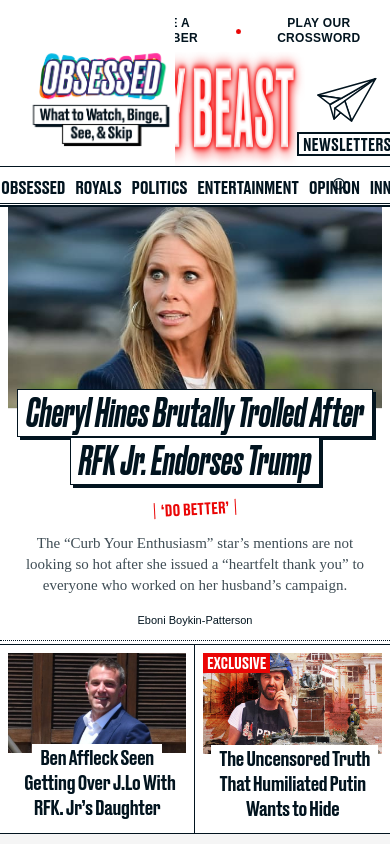 E A
BER
PLAY OUR
CROSSWORD
OBSESSED
What to Watch, Binge,
See, & Skip
Y BEAST
NEWSLETTERS
OBSESSED ROYALS POLITICS ENTERTAINMENT OPINION INN
Cheryl Hines Brutally Trolled After
RFK Jr. Endorses Trump
‘DO BETTER’
The “Curb Your Enthusiasm” star’s mentions are not
looking so hot after she issued a “heartfelt thank you” to
everyone who worked on her husband’s campaign.
Eboni Boykin-Patterson
Ben Affleck Seen
Getting Over J.Lo With
RFK. Jr’s Daughter
EXCLUSIVE
PRE
The Uncensored Truth
That Humiliated Putin
Wants to Hide